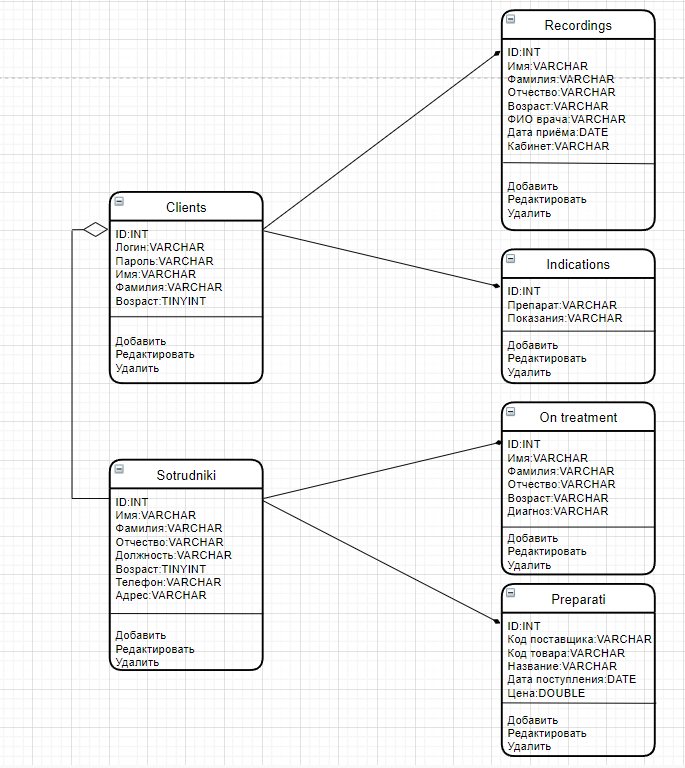 Recordings
ID:INT
Имя:VARCHAR
Фамилия:VARCHAR
Отчество:VARCHAR
Возраст:VARCHAR
ФИО врача:VARCHAR
Дата приёма:DATE
Кабинет:VARCHAR
Добавить
Редактировать
Удалить
Clients
ID:INT
Логин:VARCHAR
Пароль:VARCHAR
Имя:VARCHAR
Фамилия:VARCHAR
Возраст:TINYINT
Добавить
Редактировать
Удалить
Indications
ID:INT
Препарат:VARCHAR
Показания:VARCHAR
Добавить
Редактировать
Удалить
On treatment
ID:INT
Имя:VARCHAR
Фамилия:VARCHAR
Отчество:VARCHAR
Возраст:VARCHAR
Диагноз:VARCHAR
Добавить
Редактировать
Удалить
Sotrudniki
ID:INT
Имя:VARCHAR
Фамилия:VARCHAR
Отчество:VARCHAR
Должность:VARCHAR
Возраст:TINYINT
Телефон:VARCHAR
Адрес:VARCHAR
Добавить
Редактировать
Удалить
Preparati
ID:INT
Код поставщика:VARCHAR
Код товара:VARCHAR
Название:VARCHAR
Дата поступления:DATE
Цена:DOUBLE
Добавить
Редактировать
Удалить